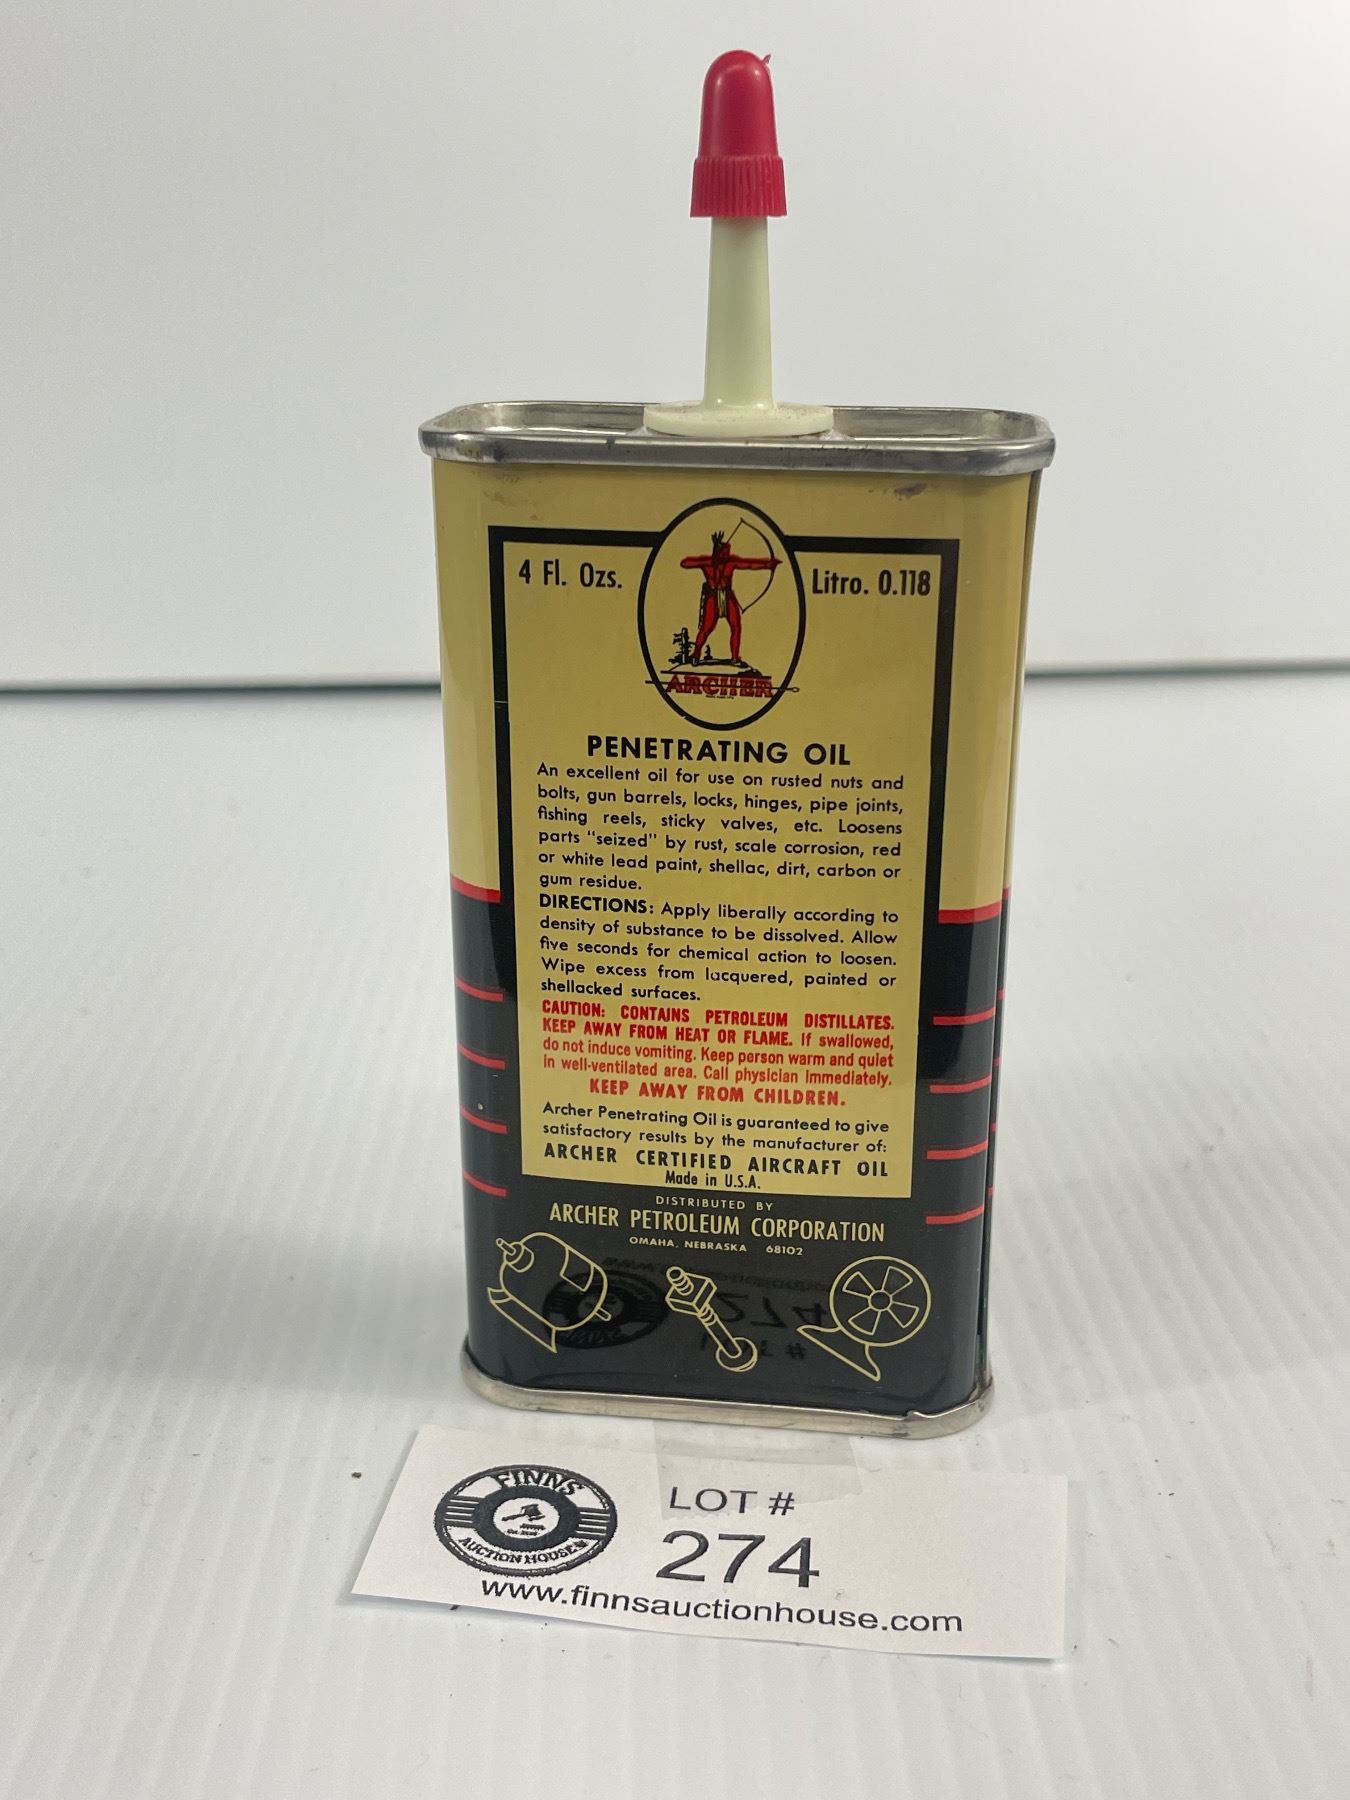 4 Fl. Ozs.
Litro. 0.118
ARCHER
PENETRATING OIL
An excellent oil for use on rusted nuts and
bolts, gun barrels, locks, hinges, pipe joints,
fishing reels, sticky valves, etc. Loosens
parts "seized" by rust, scale corrosion, red
or white lead paint, shellac, dirt, carbon or
gum residue.
DIRECTIONS: Apply liberally according to
density of substance to be dissolved. Allow
five seconds for chemical action to loosen.
Wipe excess from lacquered, painted or
shellacked surfaces.
CAUTION: CONTAINS PETROLEUM DISTILLATES.
KEEP AWAY FROM HEAT OR FLAME. If swallowed,
do not induce vomiting. Keep person warm and quiet
in well-ventilated area. Call physician immediately.
KEEP AWAY FROM CHILDREN.
Archer Penetrating Oil is guaranteed to give
satisfactory results by the manufacturer of:
ARCHER CERTIFIED AIRCRAFT OIL
Made in U.S.A.
DISTRIBUTED BY
ARCHER PETROLEUM CORPORATION
OMAHA, NEBRASKA 68102
FINNS
AUCTION HOUSE
LOT #
274
www.finnsauctionhouse.com